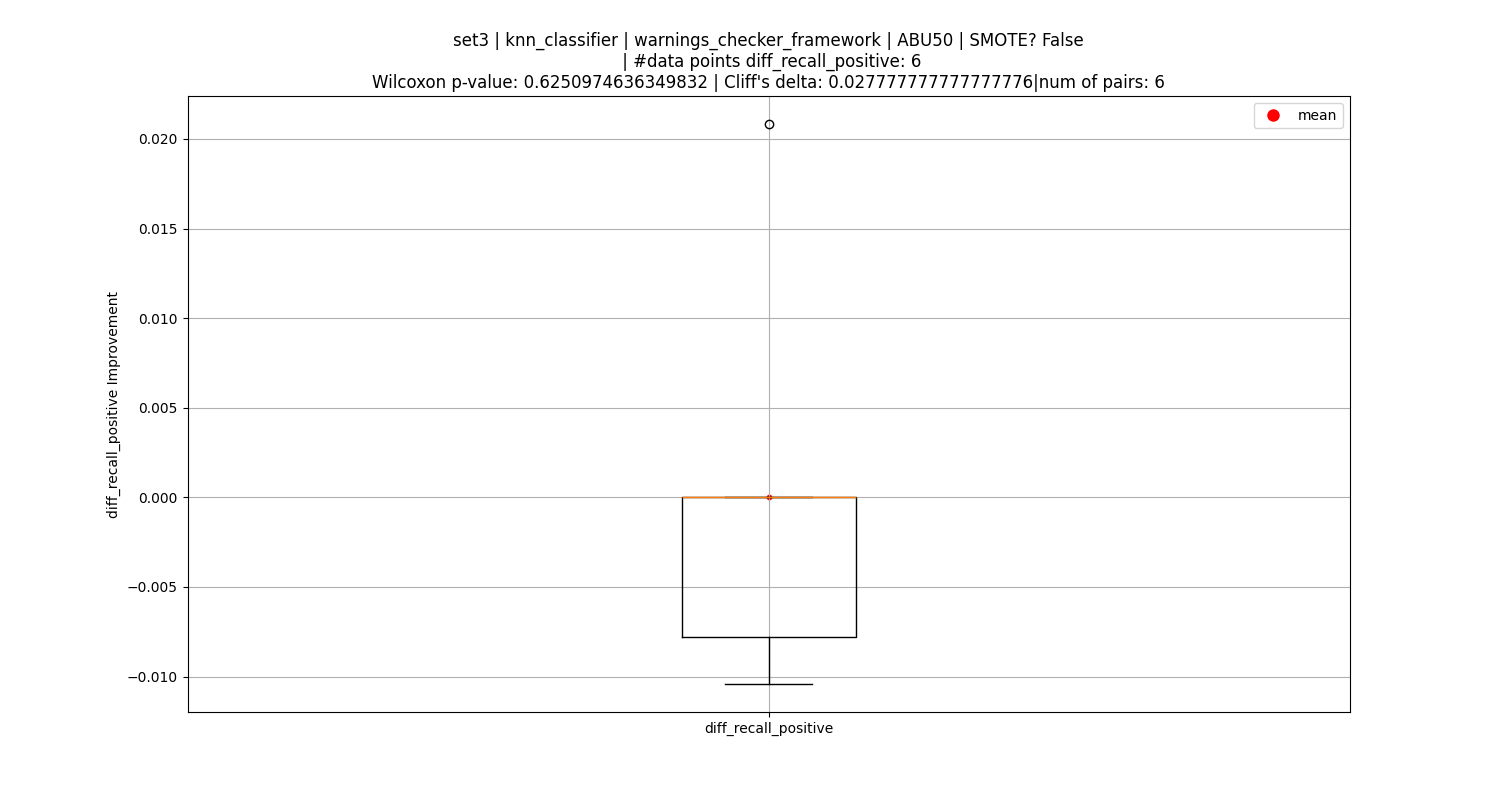 set3 | knn_classifier | warnings_checker_framework | ABU50 | SMOTE? False
| #data points diff_recall_positive: 6
Wilcoxon p-value: 0.6250974636349832 | Cliff's delta: 0.027777777777777776|num of pairs: 6
mean
0.020
0.015
0.010
0.005
0.000
−0.005
−0.010
diff_recall_positive Improvement
diff_recall_positive